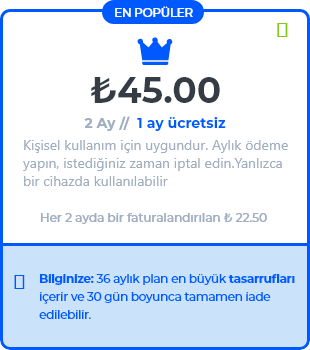 EN POPÜLER
₺45.00
2 Ay // 1 ay ücretsiz
Kişisel kullanım için uygundur. Aylık ödeme
yapın, istediğiniz zaman iptal edin.Yanlızca
bir cihazda kullanılabilir
Her 2 ayda bir faturalandırılan ₺ 22.50
Bilginize: 36 aylık plan en büyük tasarrufları
içerir ve 30 gün boyunca tamamen iade
edilebilir.